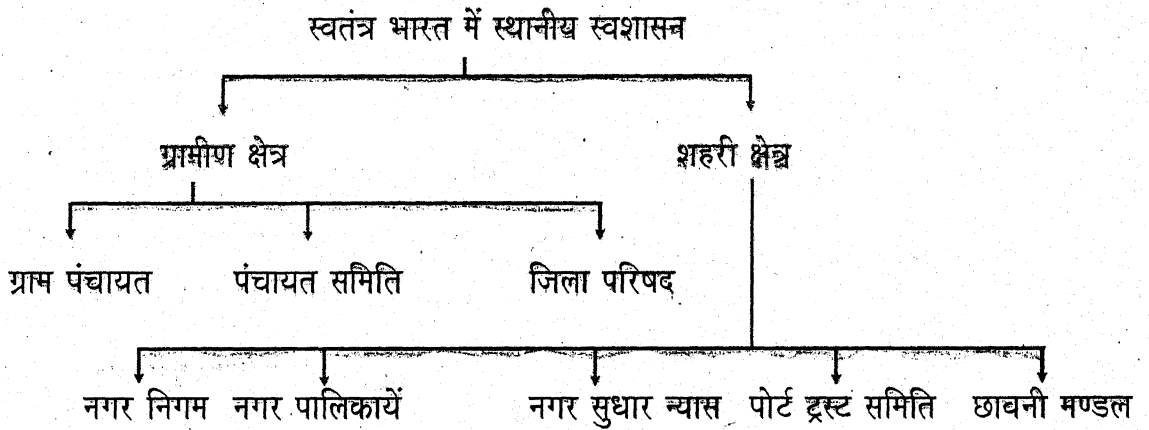 स्वतंत्र भारत में स्थानीय स्वशासन
ग्रामीण क्षेत्र शहरी क्षेत्र
ग्राम पंचायत पंचायत समिति जिला परिषद
नगर निगम नगर पालिकायें नगर सुधार न्यास पोर्ट ट्रस्ट समिति छावनी मण्डल